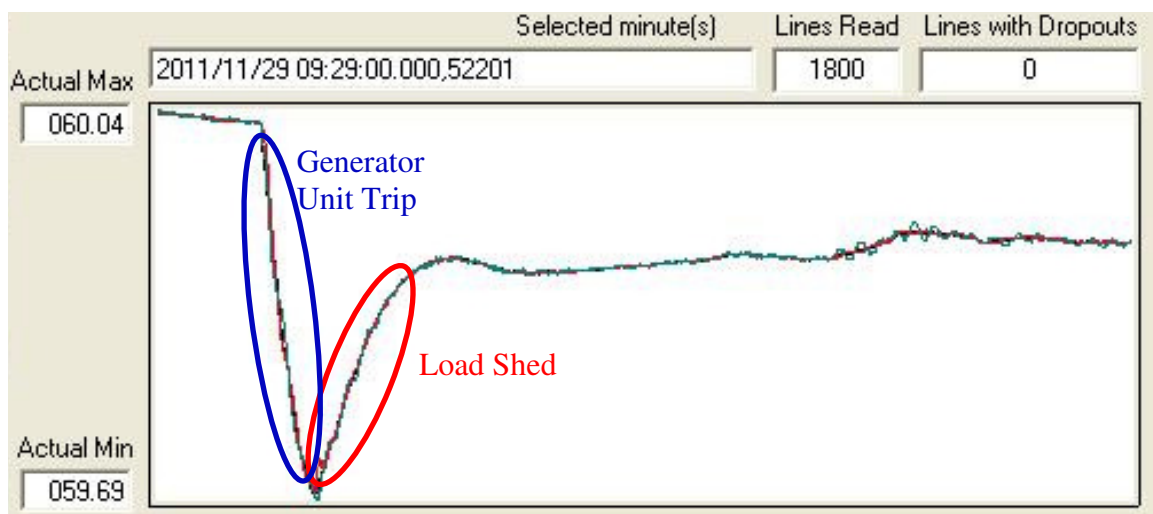 Selected minute(s) Lines Read Lines with Dropouts
2011/11/29 09:29:00.000,52201 1800 0
Actual Max
060.04
Generator
Unit Trip
Load Shed
Actual Min
059.69